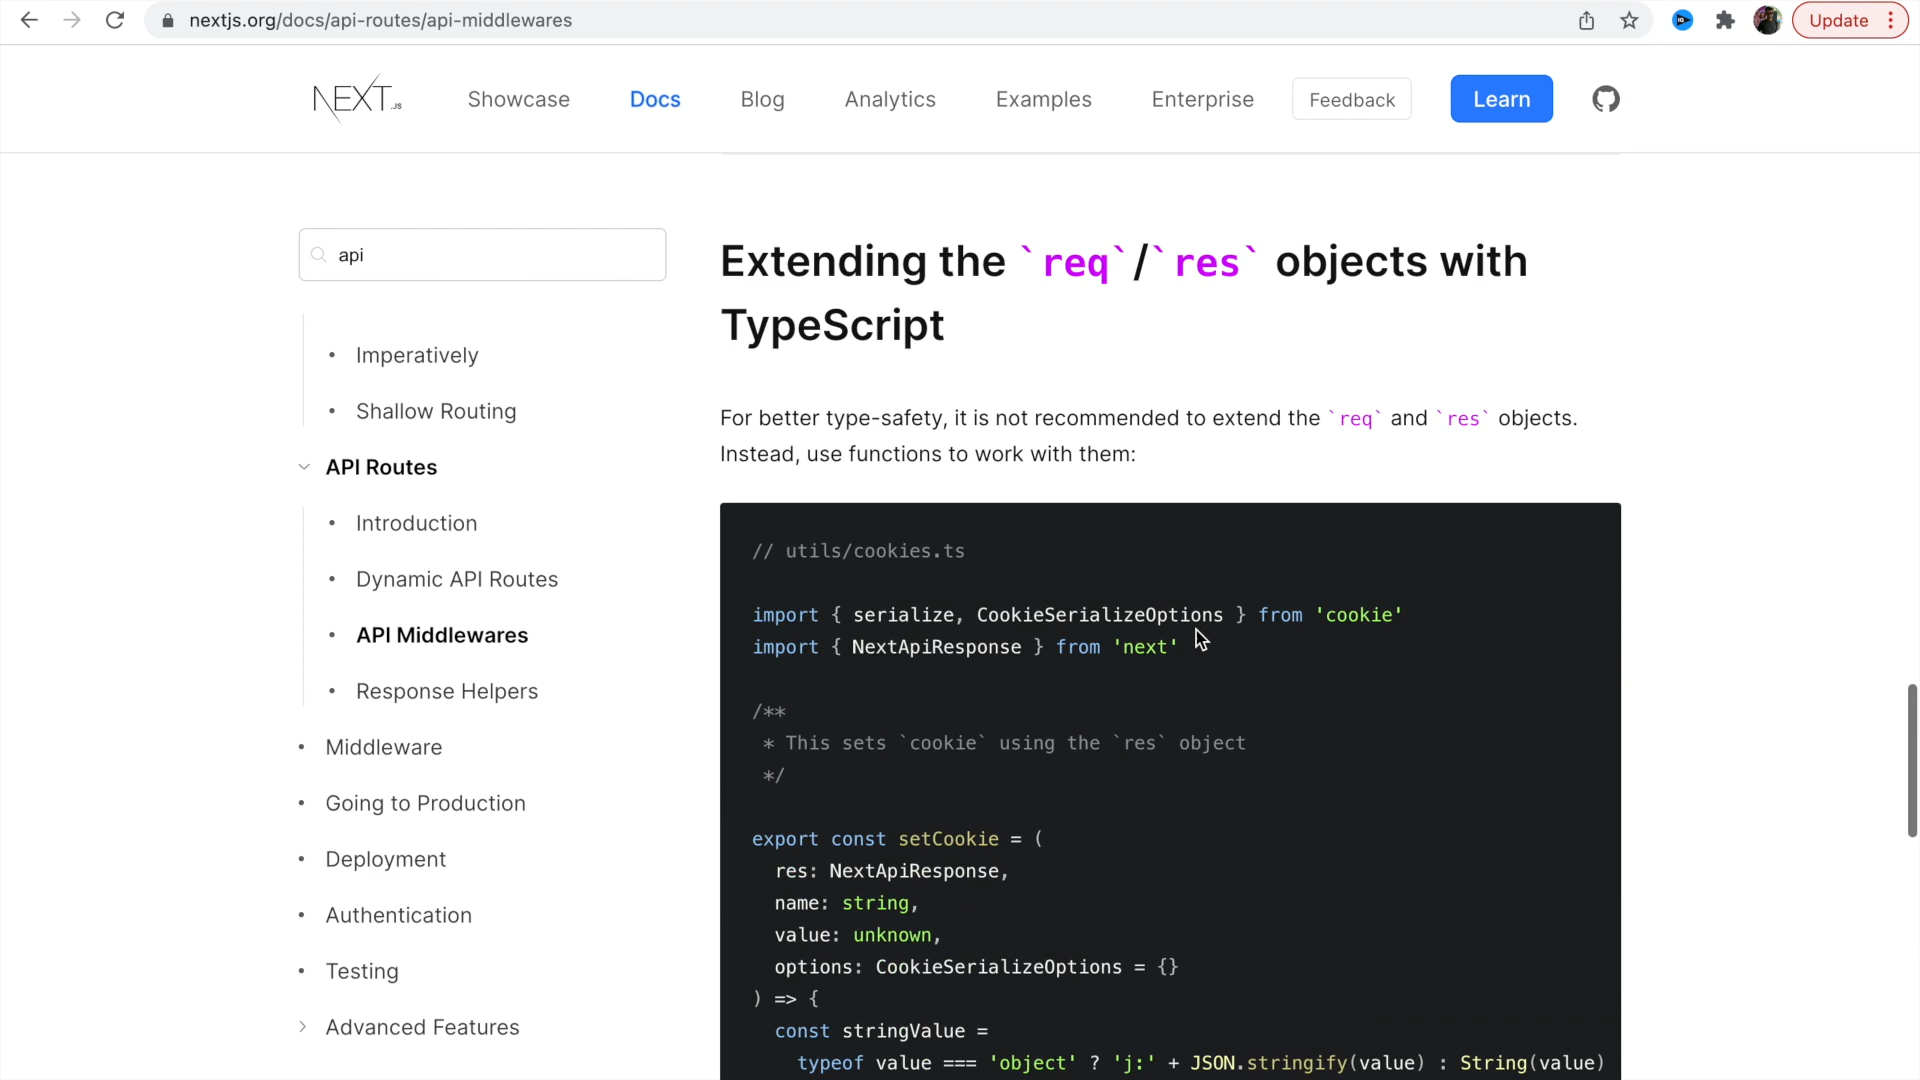 nextjs.org/docs/api-routes/api-middlewares
Update
NEXT.JS
Showcase
Docs
Blog
Analytics
Examples
Enterprise
Feedback
Learn
api
Imperatively
Shallow Routing
API Routes
Introduction
Dynamic API Routes
API Middlewares
Response Helpers
Middleware
Going to Production
Deployment
Authentication
Testing
Advanced Features
Extending the `req`/`res` objects with
TypeScript
For better type-safety, it is not recommended to extend the `req` and `res` objects.
Instead, use functions to work with them:
// utils/cookies.ts
import { serialize, CookieSerializeOptions } from 'cookie'
import { NextApiResponse } from 'next'
/**
* This sets `cookie` using the `res` object
*/
export const setCookie = (
res: NextApiResponse,
name: string,
value: unknown,
options: CookieSerializeOptions = {}
) => {
const stringValue =
typeof value === 'object' ? 'j:' + JSON.stringify(value) : String(value)